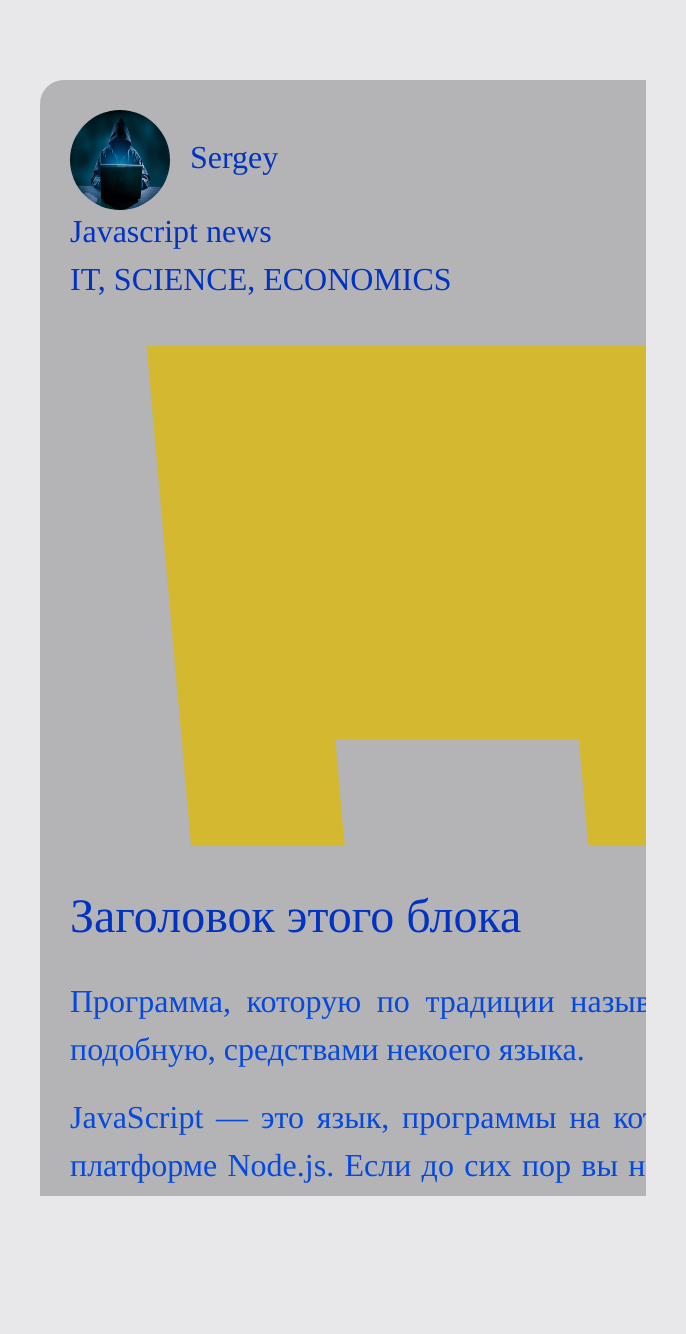 Sergey
Javascript news
IT, SCIENCE, ECONOMICS
Заголовок этого блока
Программа, которую по традиции
подобную, средствами некоего языка.
JavaScript — это язык, программы на
платформе Node.js. Если до сих пор вы